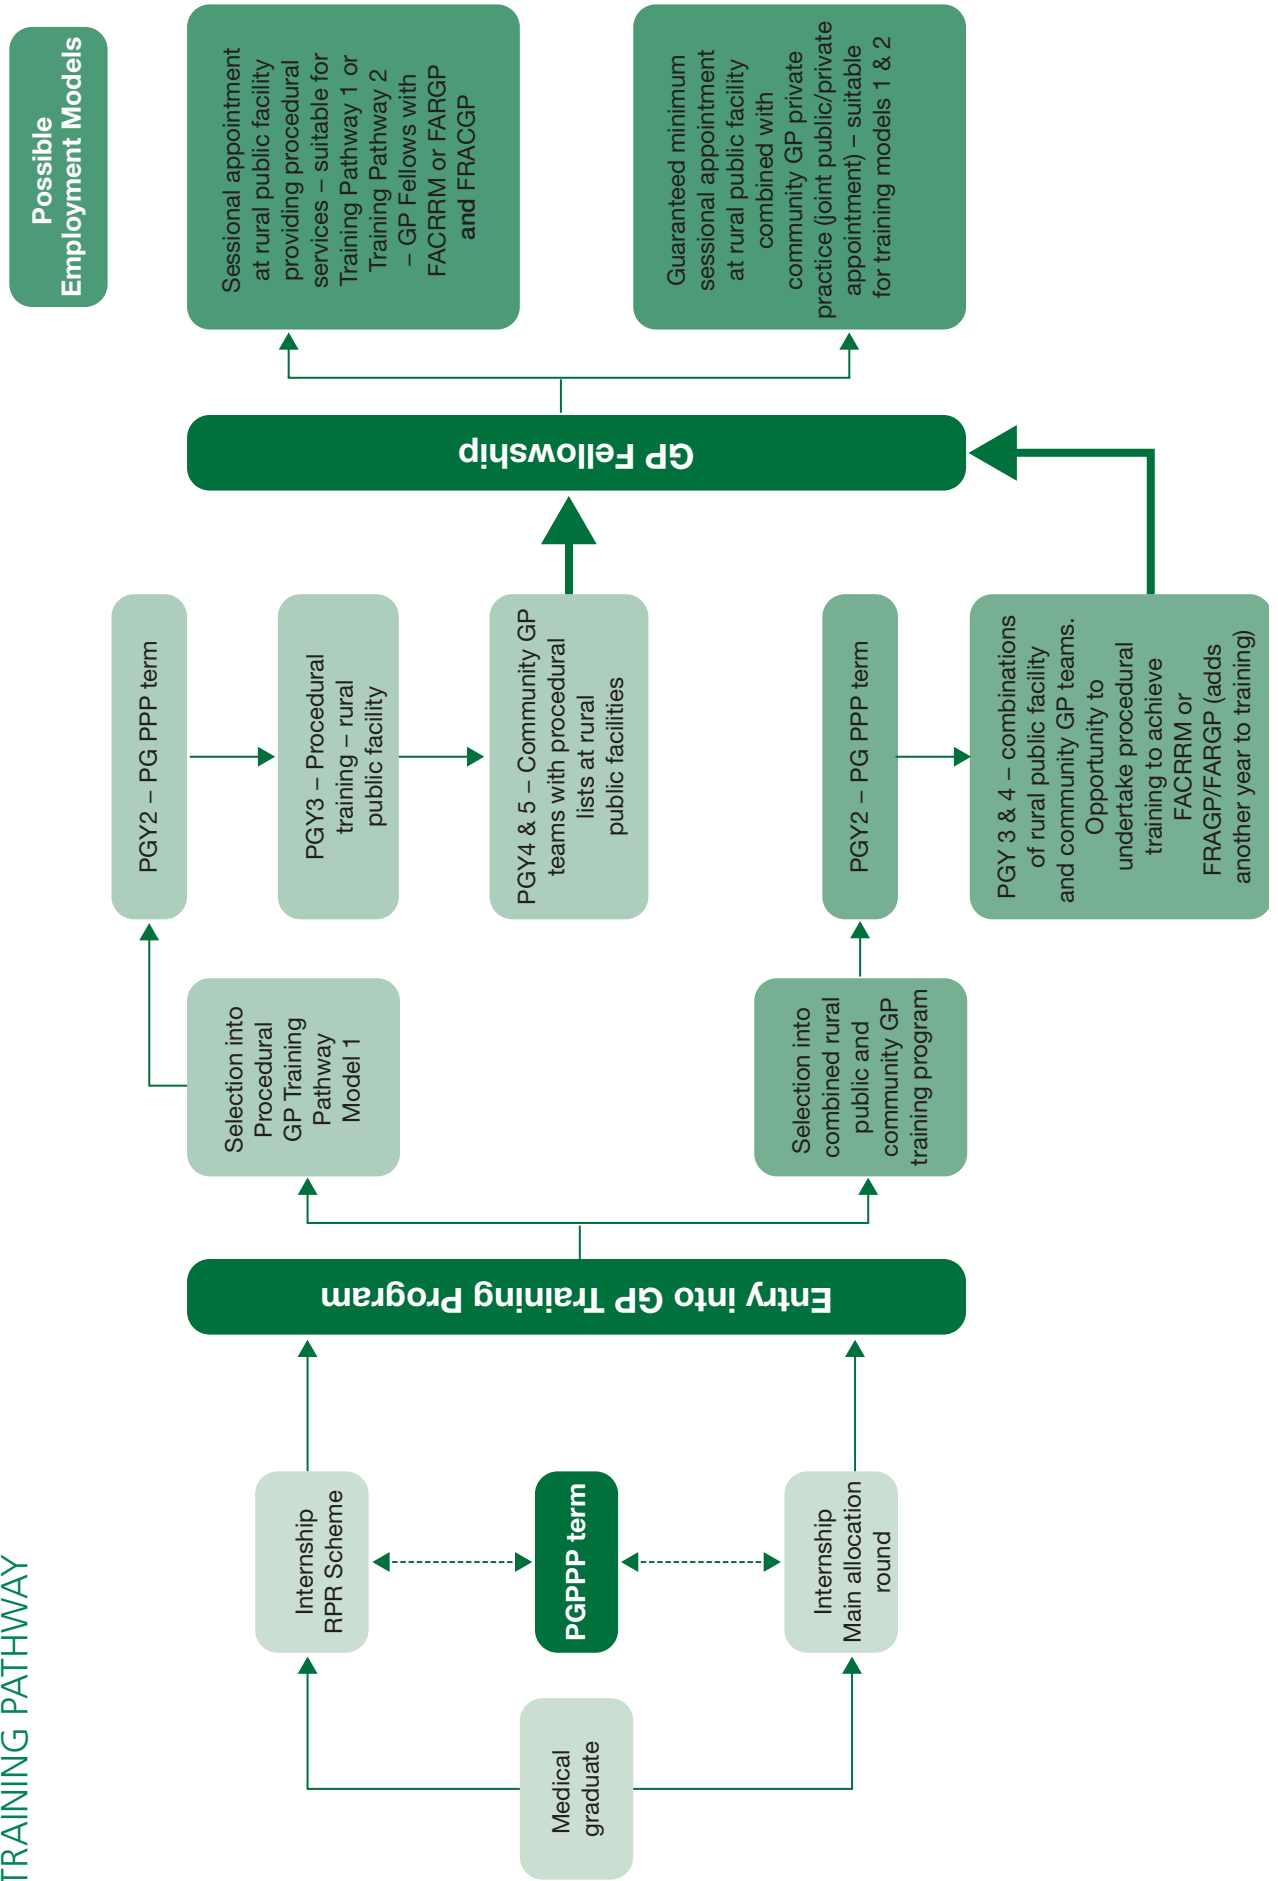 TRAINING PATHWAY
Medical
graduate
Internship
RPR Scheme
PGPPP term
Internship
Main allocation
round
Entry into GP Training Program
Selection into
Procedural
GP Training
Pathway
Model 1
PGY2 – PG PPP term
PGY3 – Procedural
training – rural
public facility
PGY4 & 5 – Community GP
teams with procedural
lists at rural
public facilities
Selection into
combined rural
public and
community GP
training program
PGY2 – PG PPP term
PGY 3 & 4 – combinations
of rural public facility
and community GP teams.
Opportunity to
undertake procedural
training to achieve
FACRRM or
FRAGP/FARGP (adds
another year to training)
GP Fellowship
Possible
Employment Models
Sessional appointment
at rural public facility
providing procedural
services – suitable for
Training Pathway 1 or
Training Pathway 2
– GP Fellows with
FACRRM or FARGP
and FRACGP
Guaranteed minimum
sessional appointment
at rural public facility
combined with
community GP private
practice (joint public/private
appointment) – suitable
for training models 1 & 2